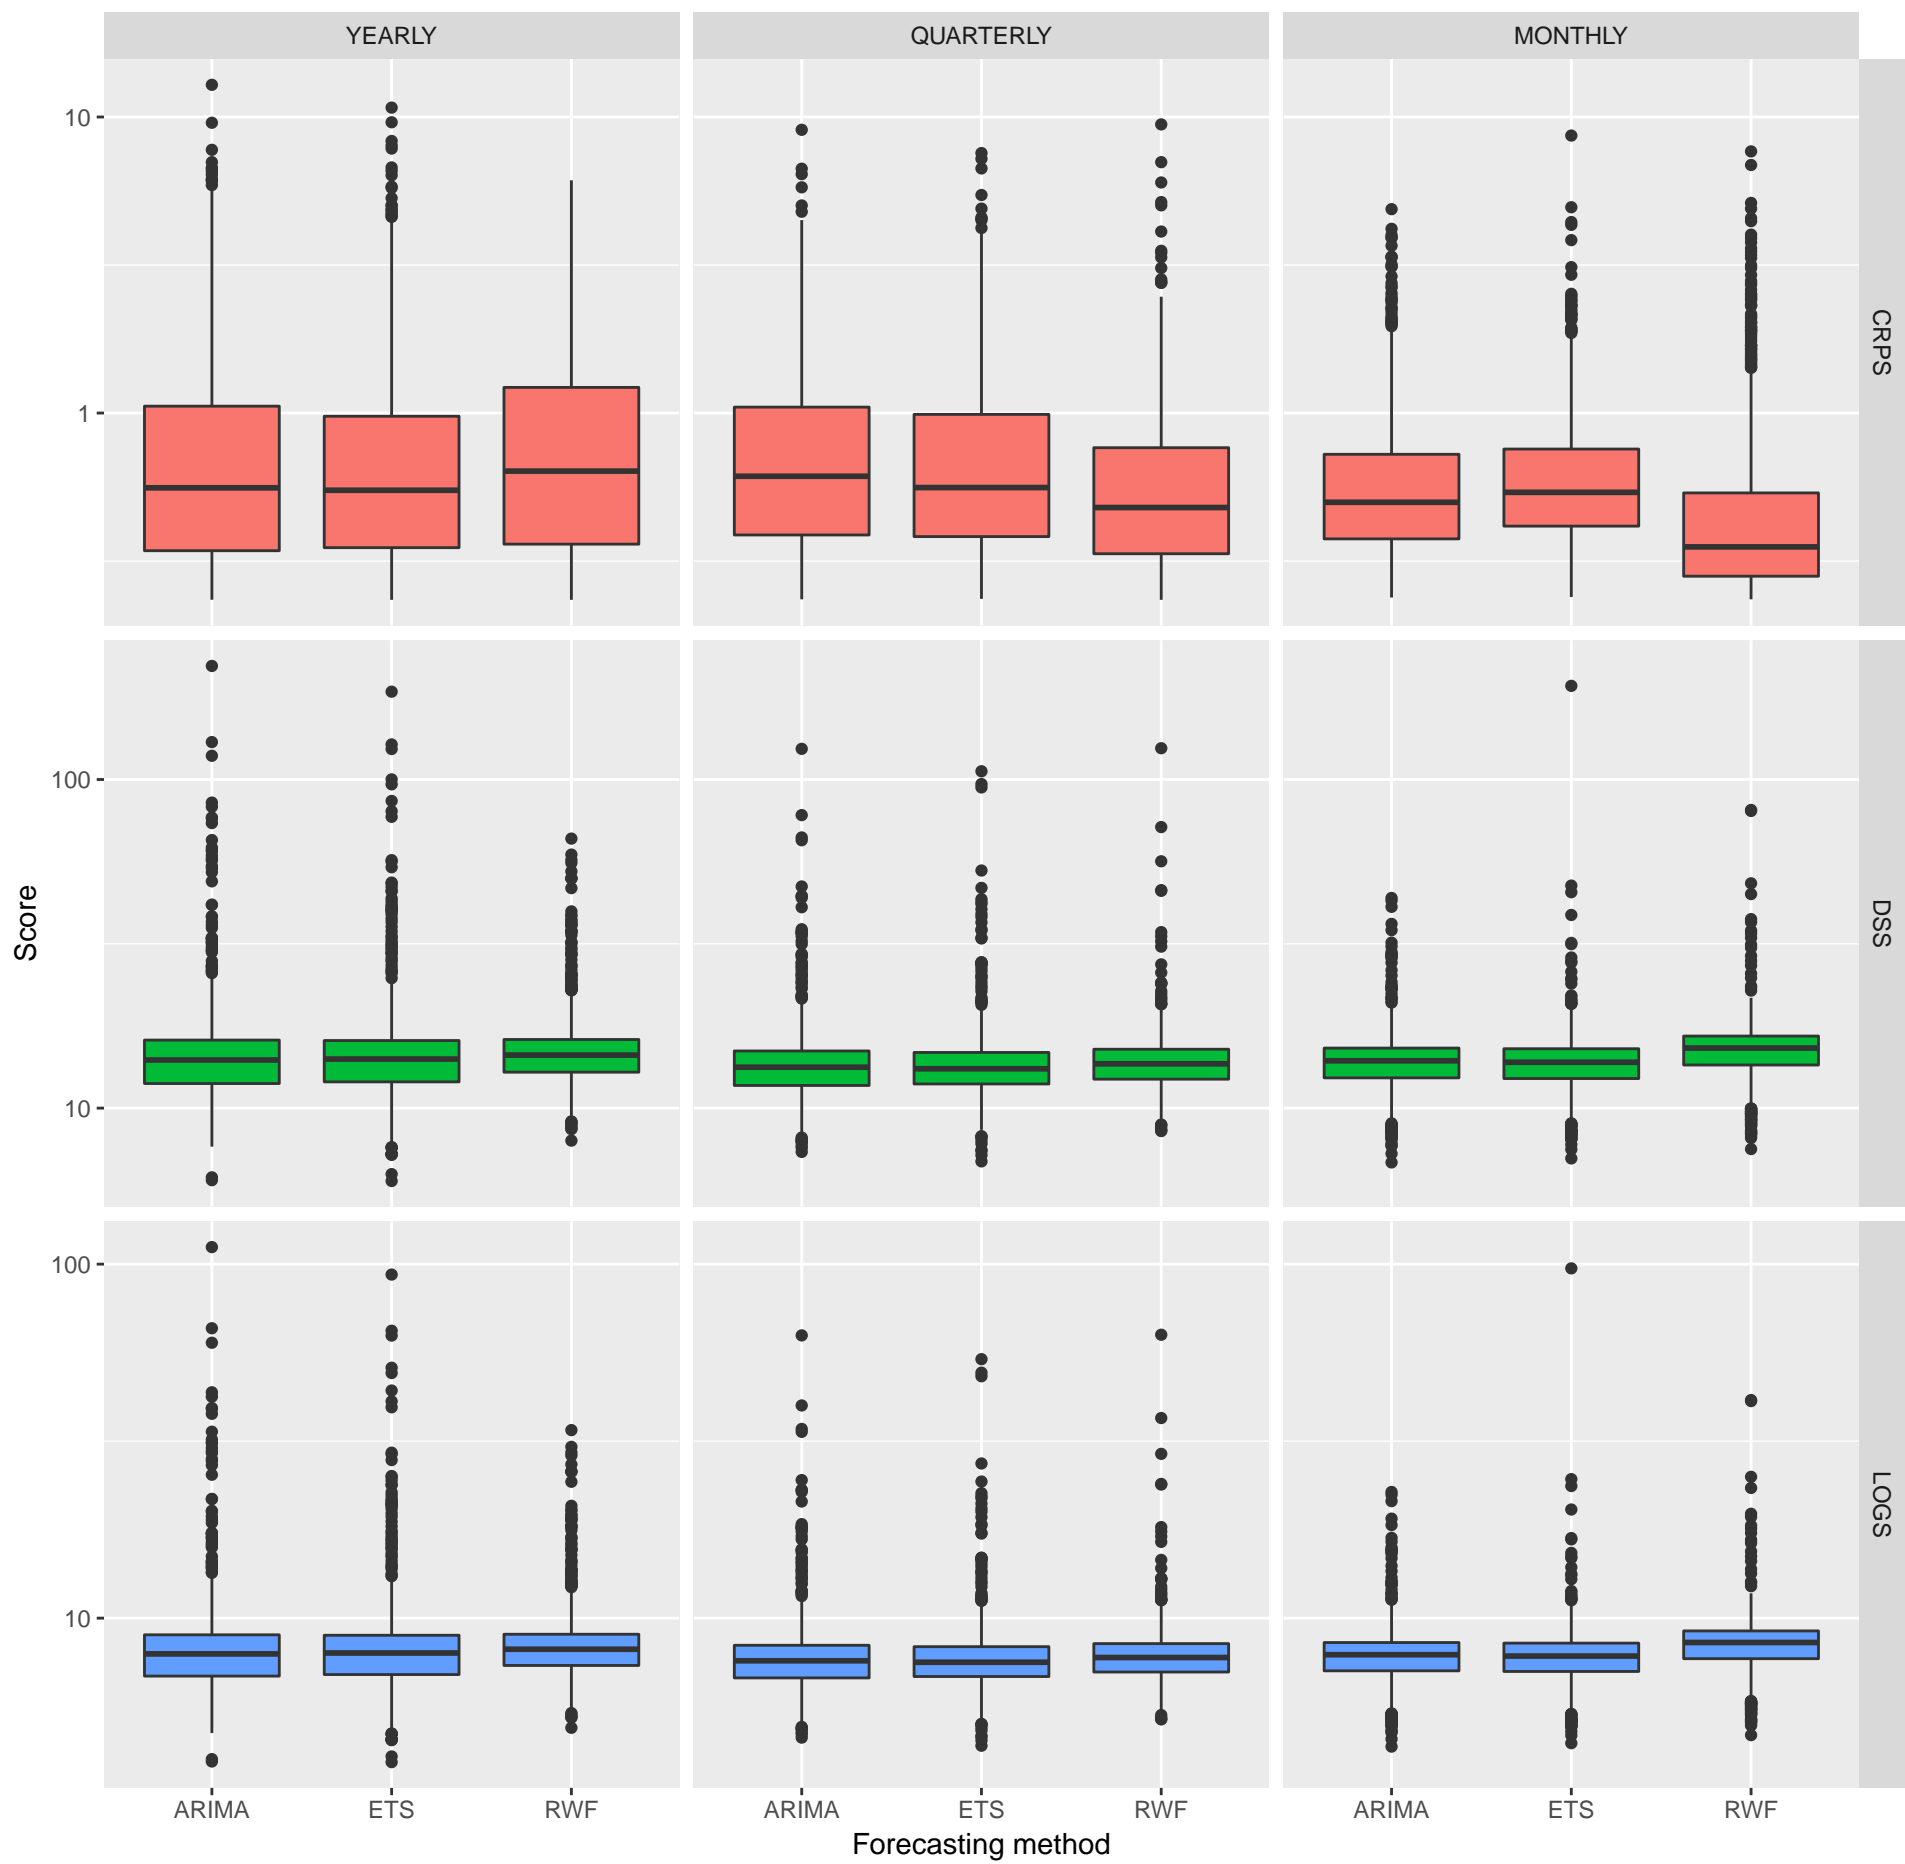 YEARLY QUARTERLY MONTHLY
10
1
CRPS
100
10
DSS
Score
100
10
LOGS
ARIMA ETS RWF ARIMA ETS RWF ARIMA ETS RWF
Forecasting method